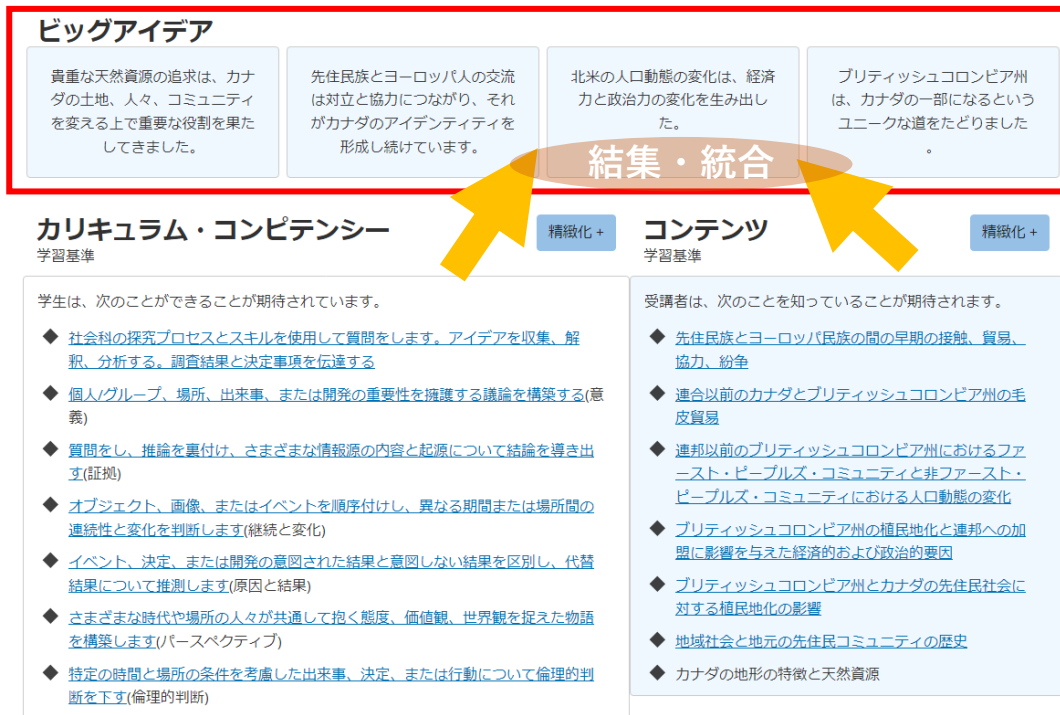 ビッグアイデア
貴重な天然資源の追求は、カナ
ダの土地、人々、コミュニティ
を変える上で重要な役割を果た
してきました。
先住民族とヨーロッパ人の交流
は対立と協力につながり、それ
がカナダのアイデンティティを
形成し続けています。
北米の人口動態の変化は、経済
力と政治力の変化を生み出し
た。
ブリティッシュコロンビア州
は、カナダの一部になるという
ユニークな道をたどりました
。
結集・統合
カリキュラム・コンピテンシー
学習基準
精緻化 +
学生は、次のことができることが期待されています。
◆ 社会科の探究プロセスとスキルを使用して質問をします。アイデアを収集、解
釈、分析する。調査結果と決定事項を伝達する
◆ 個人/グループ、場所、出来事、または開発の重要性を擁護する議論を構築する(意
義)
◆ 質問をし、推論を裏付け、さまざまな情報源の内容と起源について結論を導き出
す(証拠)
◆ オブジェクト、画像、またはイベントを順序付けし、異なる期間または場所間の
連続性と変化を判断します(継続と変化)
◆ イベント、決定、または開発の意図された結果と意図しない結果を区別し、代替
結果について推測します(原因と結果)
◆ さまざまな時代や場所の人々が共通して抱く態度、価値観、世界観を捉えた物語
を構築します(パースペクティブ)
◆ 特定の時間と場所の条件を考慮した出来事、決定、または行動について倫理的判
断を下す(倫理的判断)
コンテンツ
学習基準
精緻化 +
受講者は、次のことを知っていることが期待されます。
◆ 先住民族とヨーロッパ民族の間の早期の接触、貿易、
協力、紛争
◆ 連合以前のカナダとブリティッシュコロンビア州の毛
皮貿易
◆ 連邦以前のブリティッシュコロンビア州におけるファ
ースト・ピープルズ・コミュニティと非ファースト・
ピープルズ・コミュニティにおける人口動態の変化
◆ ブリティッシュコロンビア州の植民地化と連邦への加
盟に影響を与えた経済的および政治的要因
◆ ブリティッシュコロンビア州とカナダの先住民社会に
対する植民地化の影響
◆ 地域社会と地元の先住民コミュニティの歴史
◆ カナダの地形の特徴と天然資源